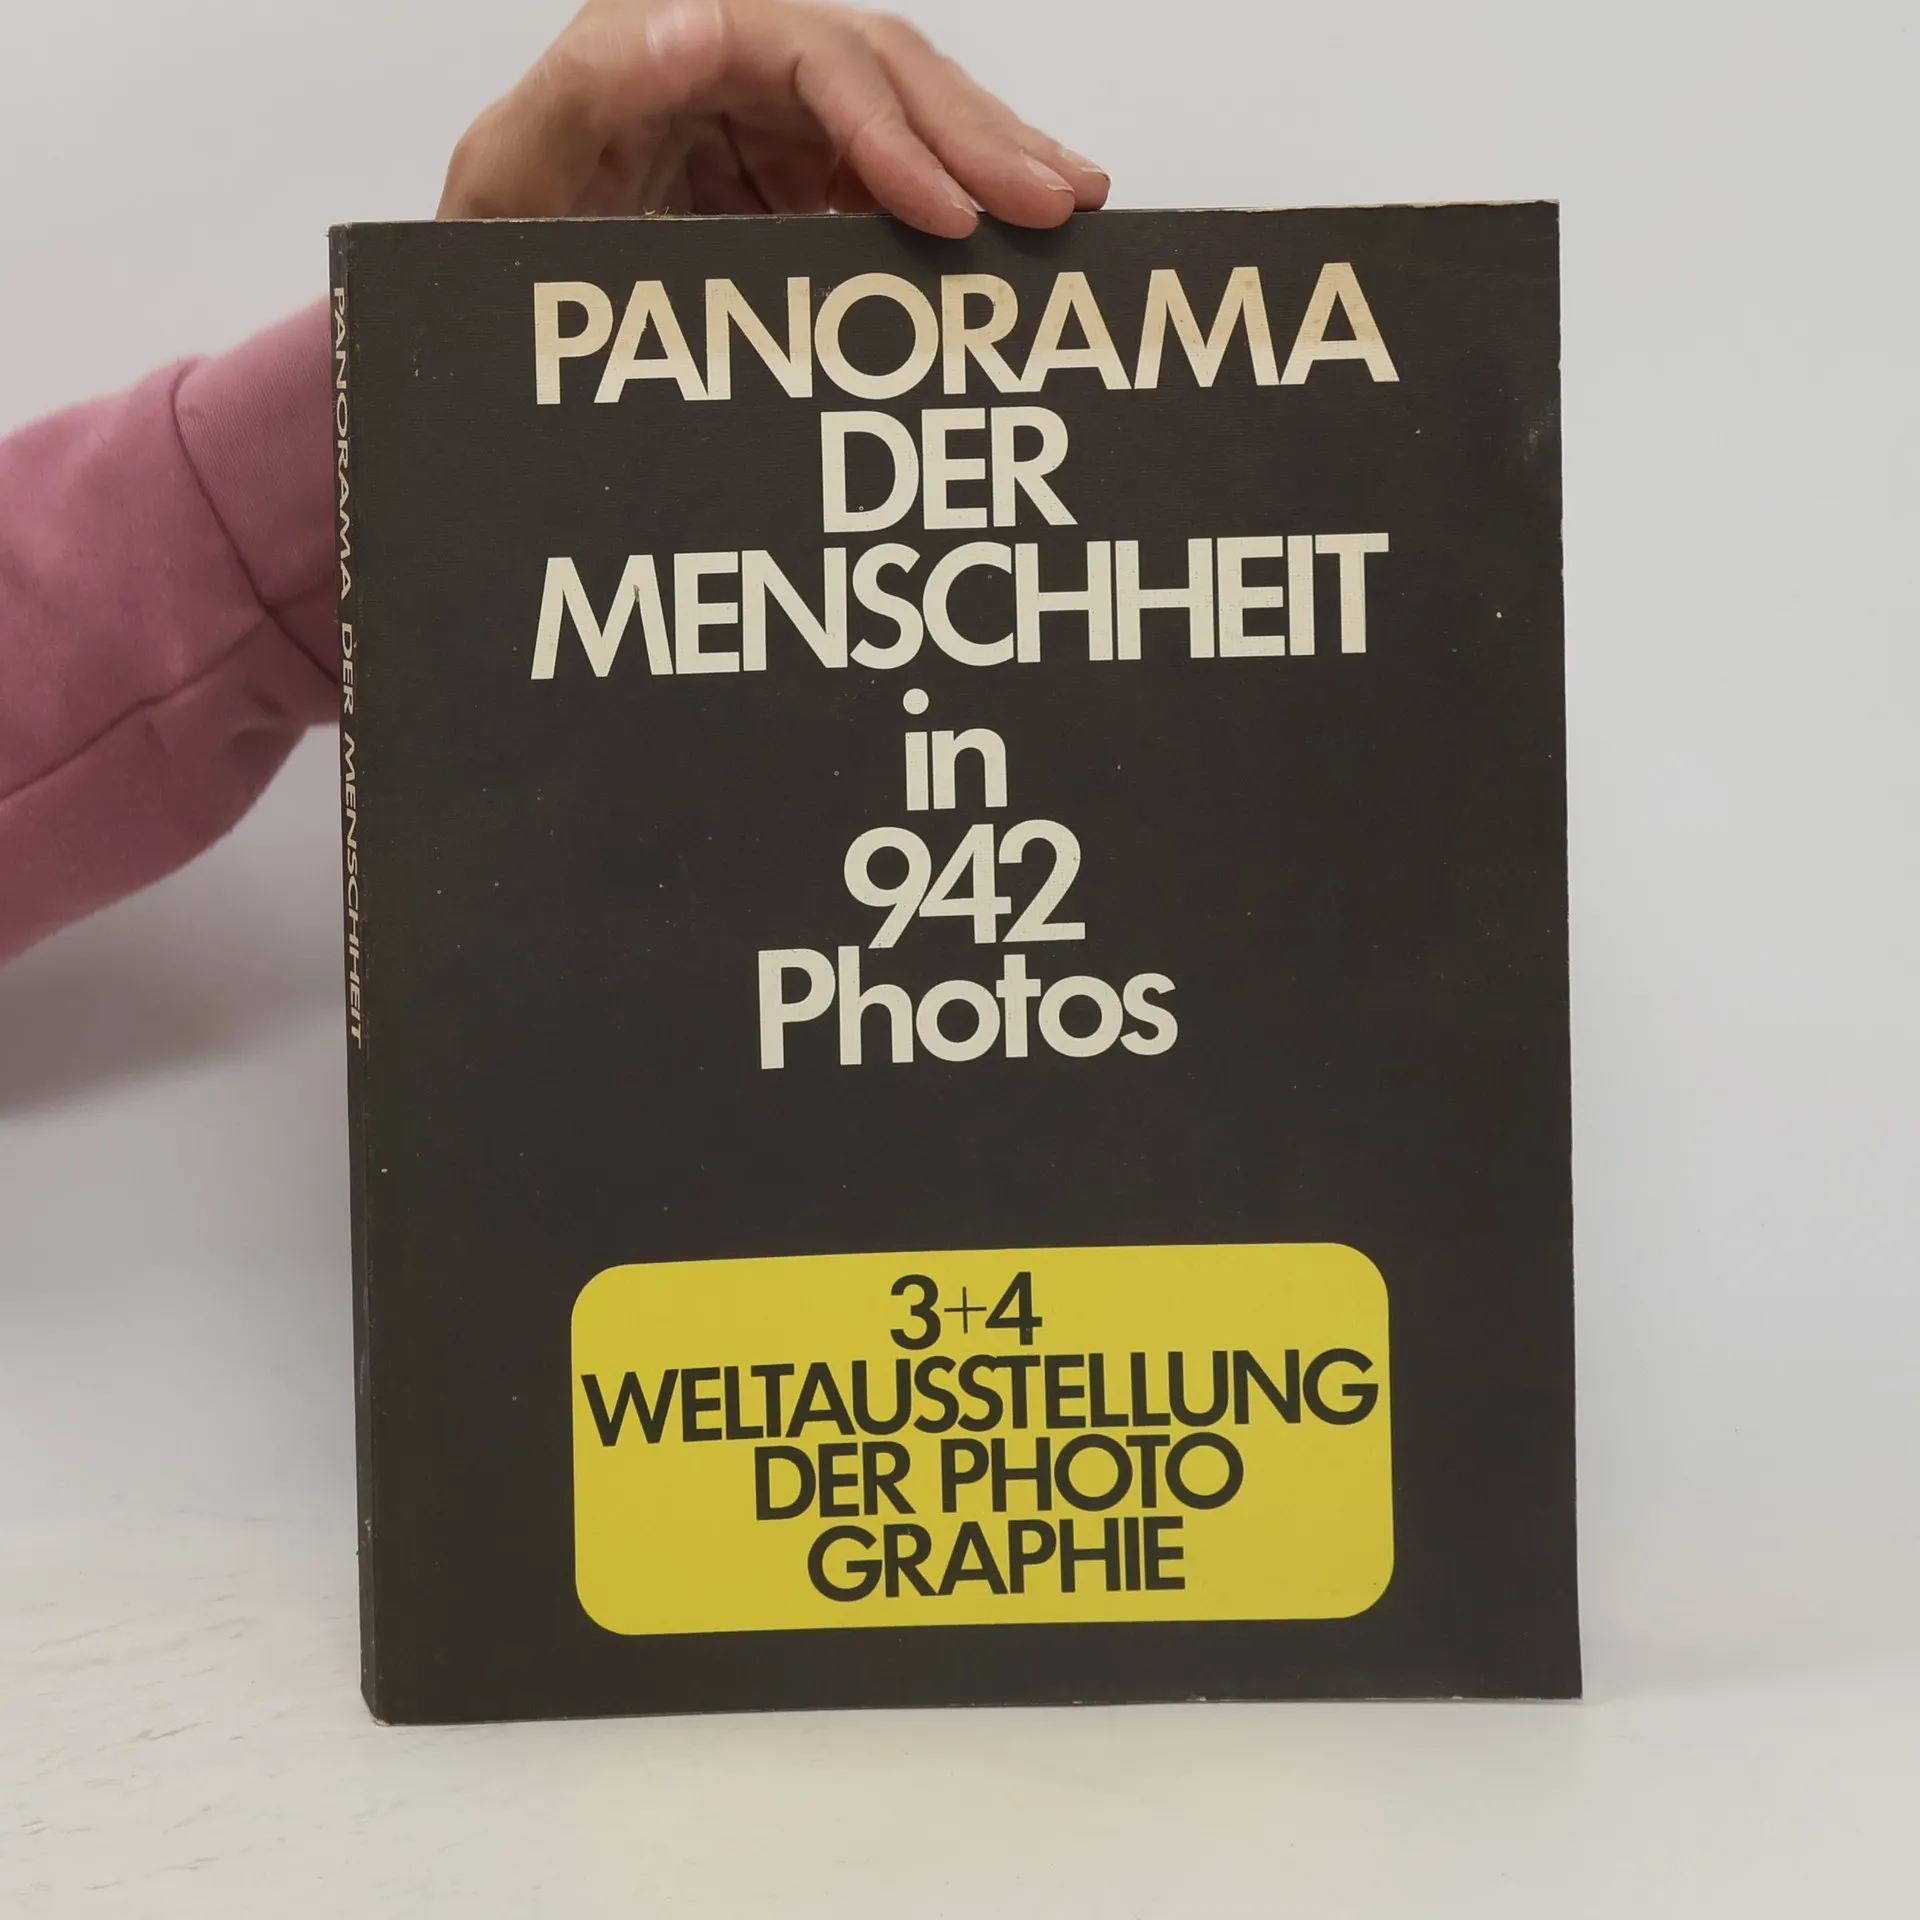 PANORAMA
DER
MENSCHHEIT
in
942
Photos
3+4
WELTAUSSTELLUNG
DER PHOTO
GRAPHIE
PANORAMA DER MENSCHHEIT